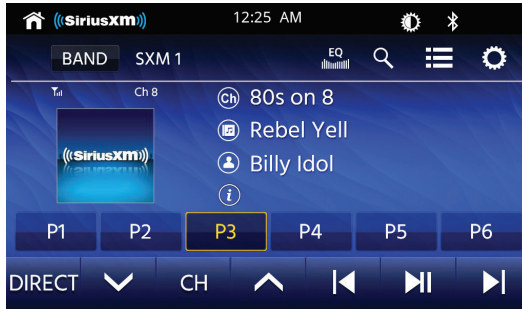 ((SiriusXM)) 12:25 AM
BAND SXM 1 EQ
Ch 8
Ch 80s on 8
Rebel Yell
((SiriusXM))
Billy Idol
i
P1 P2 P3 P4 P5 P6
DIRECT CH